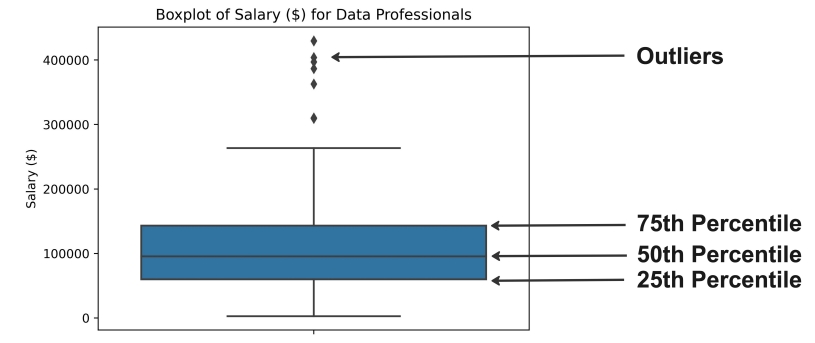 Boxplot of Salary ($) for Data Professionals
Salary ($)
400000
300000
200000
100000
0
Outliers
75th Percentile
50th Percentile
25th Percentile